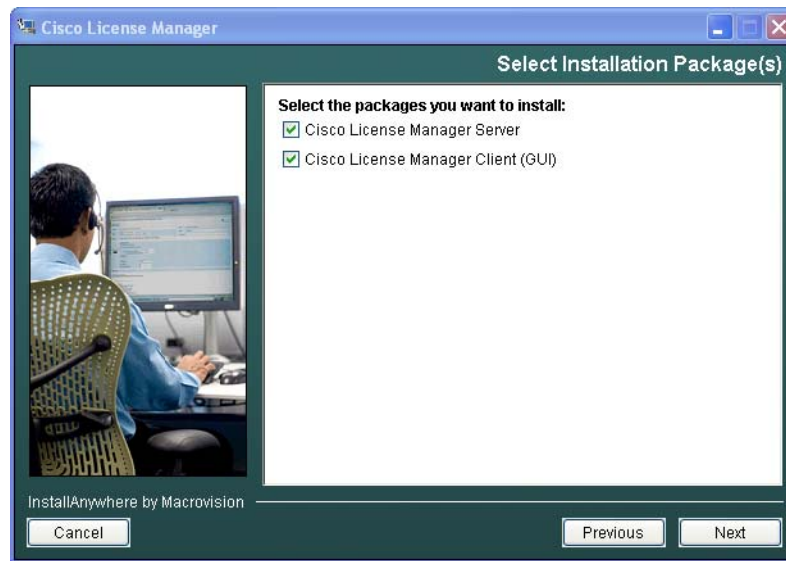 Cisco License Manager
Select Installation Package(s)
Select the packages you want to install:
Cisco License Manager Server
Cisco License Manager Client (GUI)
InstallAnywhere by Macrovision
Cancel
Previous
Next